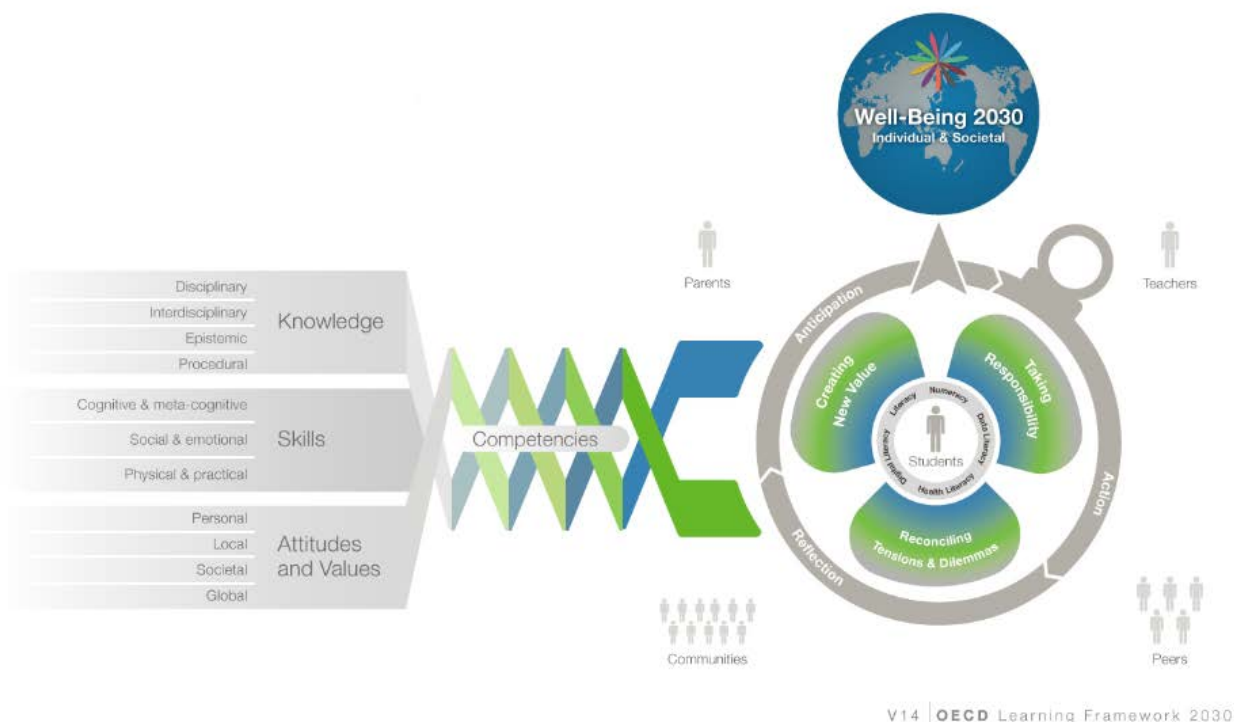 Well-Being 2030
Individual & Societal
Parents
Teachers
Disciplinary
Interdisciplinary
Epistemic
Procedural
Knowledge
Cognitive & meta-cognitive
Social & emotional
Physical & practical
Skills
Personal
Local
Societal
Global
Attitudes
and Values
Competencies
Anticipation
Action
Reflection
Creating
New Value
Taking
Responsibility
Reconciling
Tensions & Dilemmas
Literacy
Numeracy
Data Literacy
Health Literacy
Digital Literacy
Students
Communities
Peers
V14 | OECD Learning Framework 2030